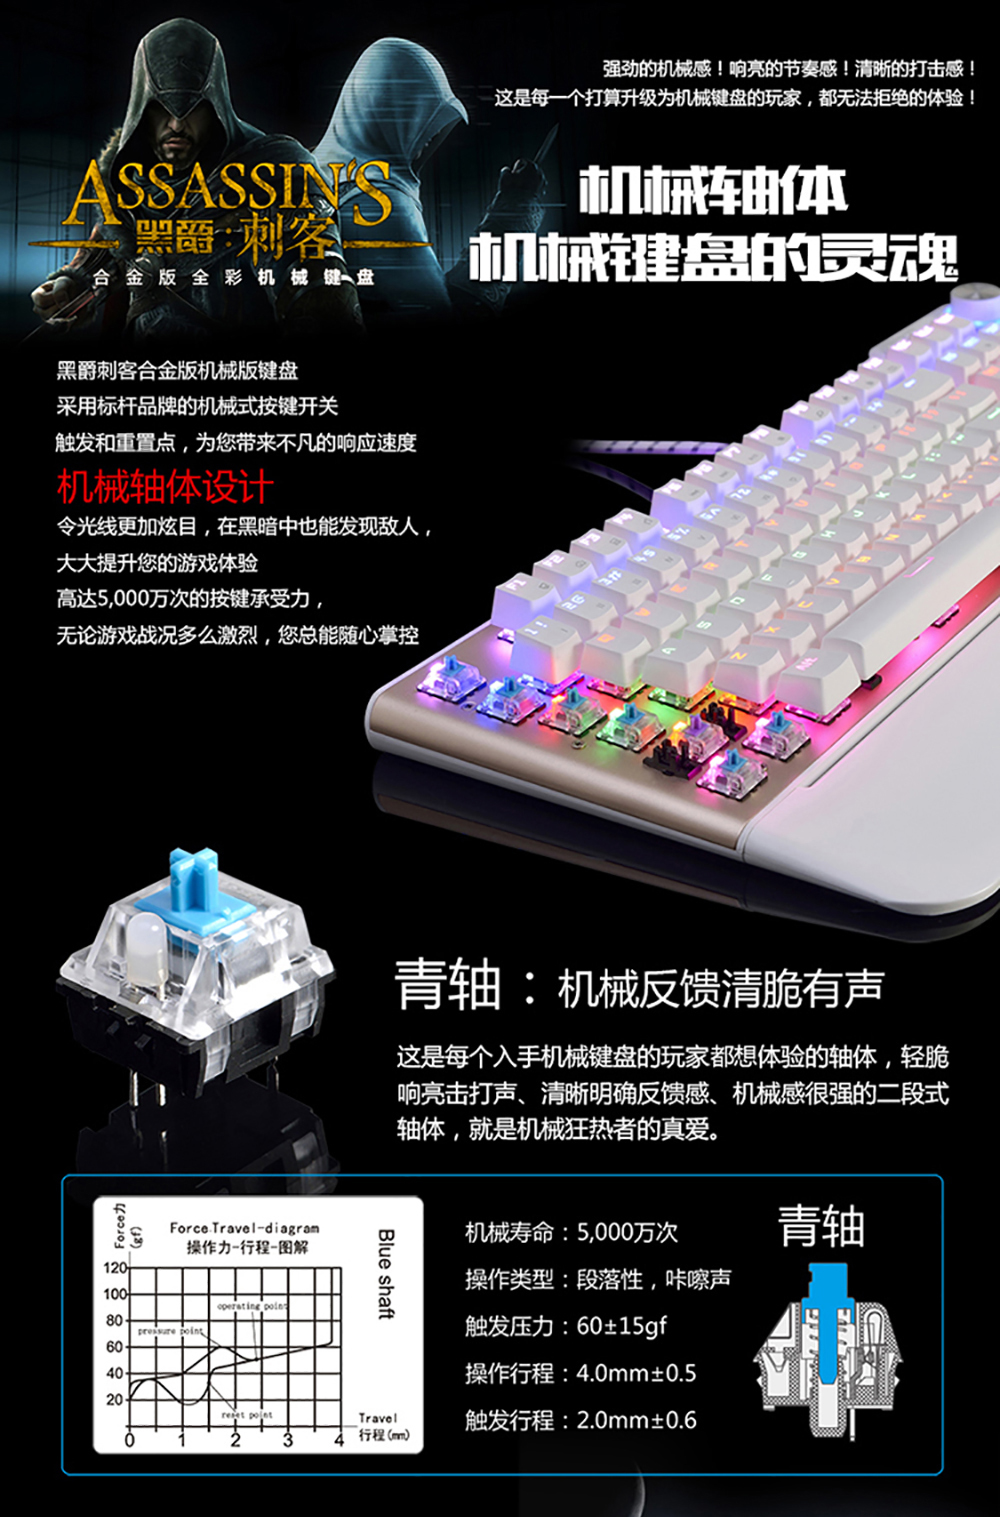 强劲的机械感！响亮的节奏感！清晰的打击感！
这是每一个打算升级为机械键盘的玩家，都无法拒绝的体验！
ASSASSIN'S
黑爵:刺客
合金版全彩机械键盘
机械轴体
机械键盘的灵魂
黑爵刺客合金版机械版键盘
采用标杆品牌的机械式按键开关
触发和重置点，为您带来不凡的响应速度
机械轴体设计
令光线更加炫目，在黑暗中也能发现敌人，
大大提升您的游戏体验
高达5,000万次的按键承受力，
无论游戏战况多么激烈，您总能随心掌控
青轴：机械反馈清脆有声
这是每个入手机械键盘的玩家都想体验的轴体，轻脆
响亮击打声、清晰明确反馈感、机械感很强的二段式
轴体，就是机械狂热者的真爱。
Force力
(gf)
Force Travel-diagram
操作力-行程-图解
Blue shaft
120
100
80
60
40
20
operating point
pressure point
reset point
0 1 2 3 4
Travel
行程(mm)
机械寿命：5,000万次
操作类型：段落性，咔嚓声
触发压力：60±15gf
操作行程：4.0mm±0.5
触发行程：2.0mm±0.6
青轴